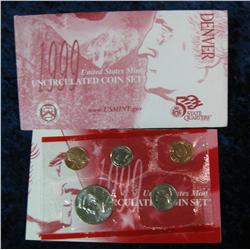 DENVER
1999
United States Mint
UNCIRCULATED COIN SET
www.USMINT.gov
50
STATE
QUARTERS
1999
United States Mint
UNCIRCULATED COIN SET